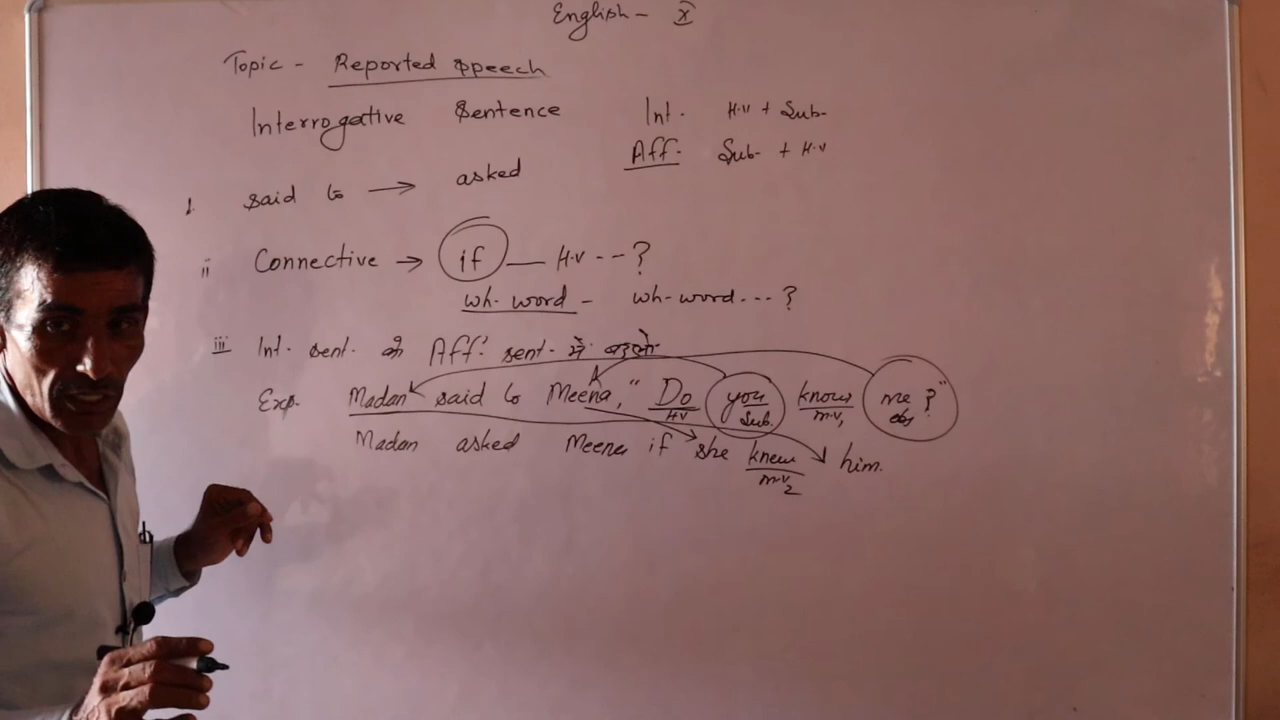 English - X
Topic - Reported speech
Interrogative Sentence
Int. H.v + Sub.
Aff. Sub + H.v
i. said to → asked
ii Connective → if — H.v - - ?
wh-word - wh-word - - - ?
iii Int. sent. को Aff. sent. में बदलो
Exp. Madan said to Meena, "Do you know me ?"
H.V Sub. m.v1 obj
Madan asked Meena if she knew him.
m.v2